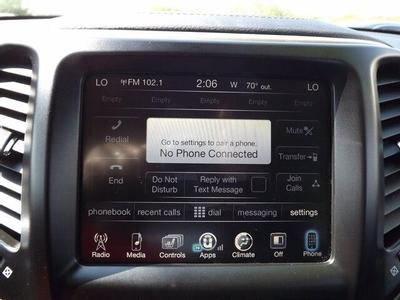 LO FM 102.1 2:06 W 70° out. LO
Empty Empty Empty Empty Empty Empty
Redial
Go to settings to pair a phone.
No Phone Connected
Mute
Transfer
End
Do Not Disturb
Reply with Text Message
Join Calls
phonebook recent calls dial messaging settings
Radio Media Controls Apps Climate Off Phone